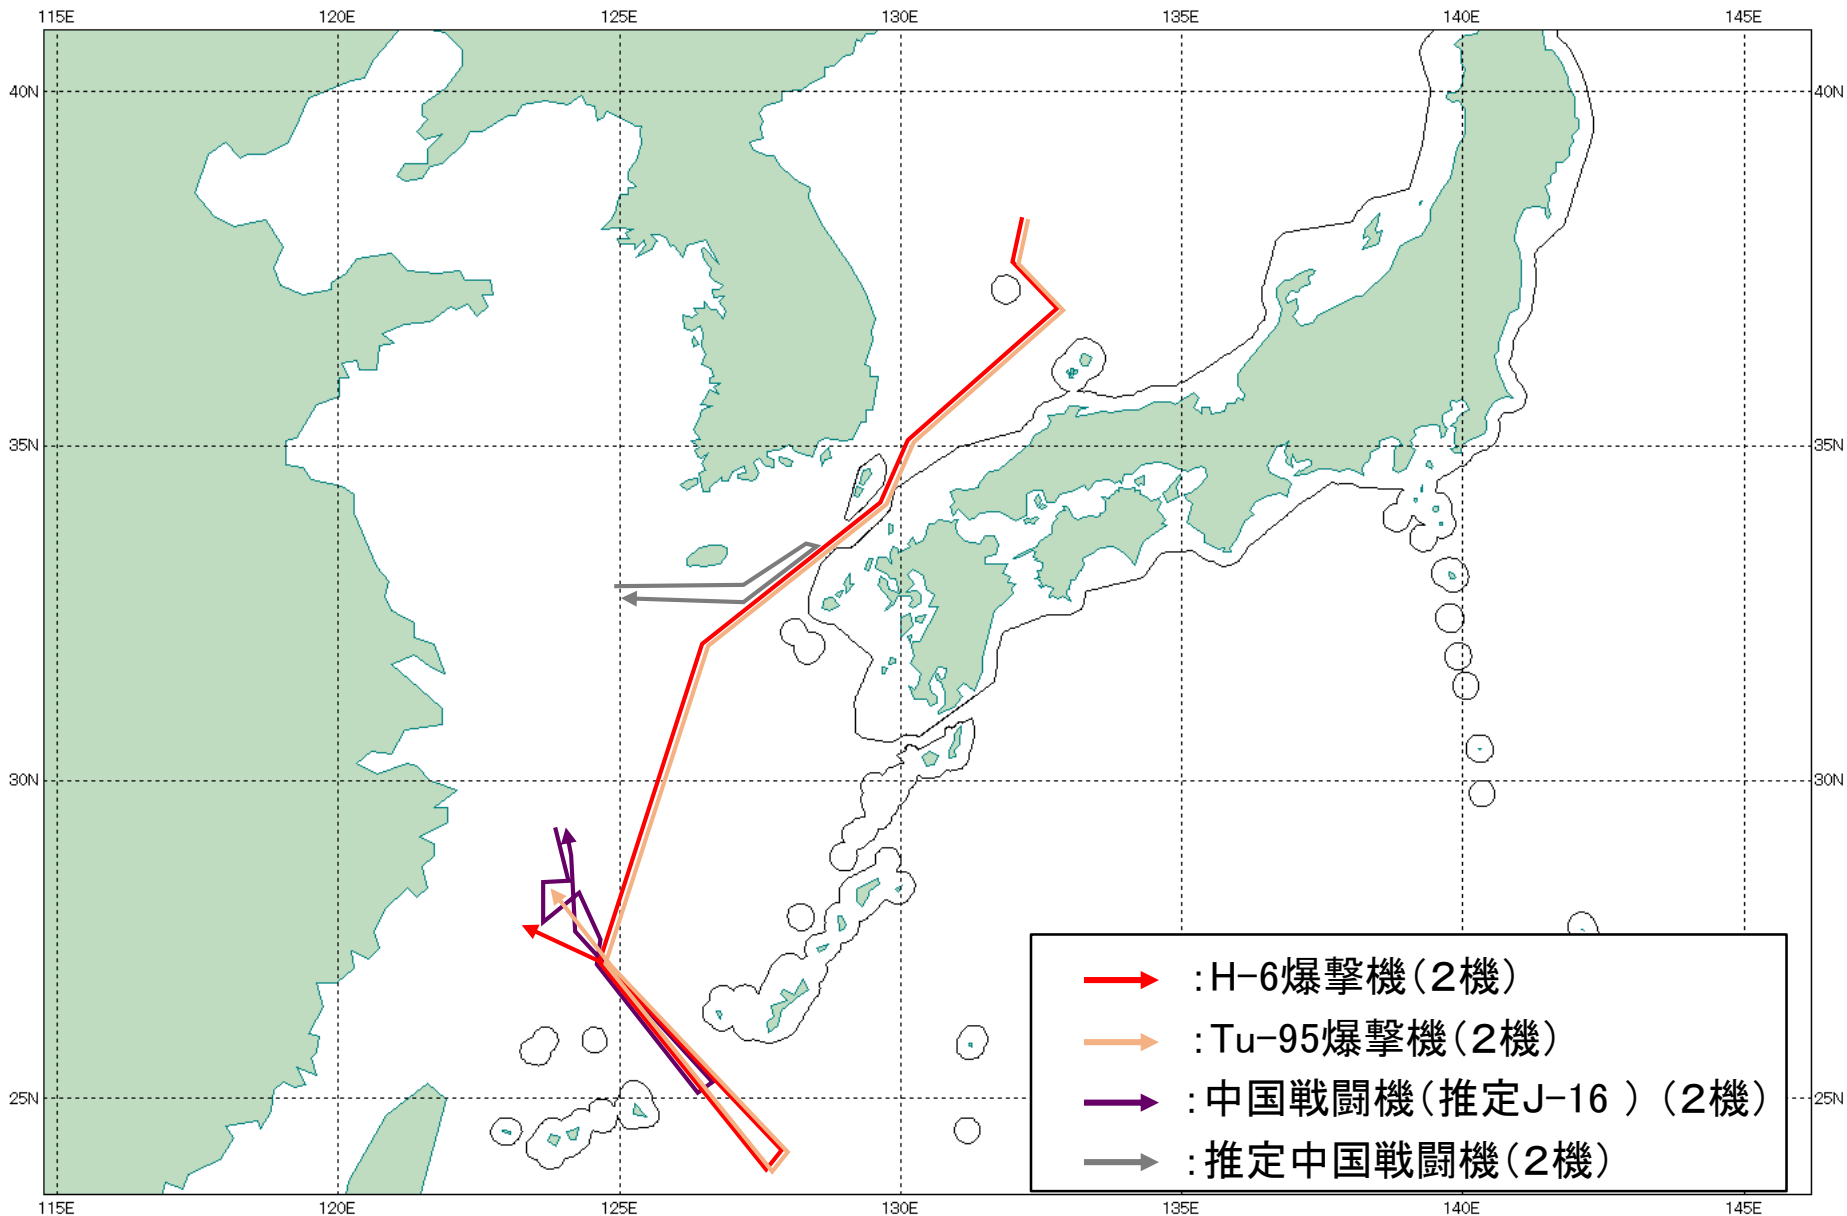 115E 120E 125E 130E 135E 140E 145E
40N 40N
35N 35N
30N 30N
25N 25N
:H-6爆撃機(２機)
:Tu-95爆撃機(２機)
:中国戦闘機(推定J-16 )(２機)
:推定中国戦闘機(２機)
115E 120E 125E 130E 135E 140E 145E